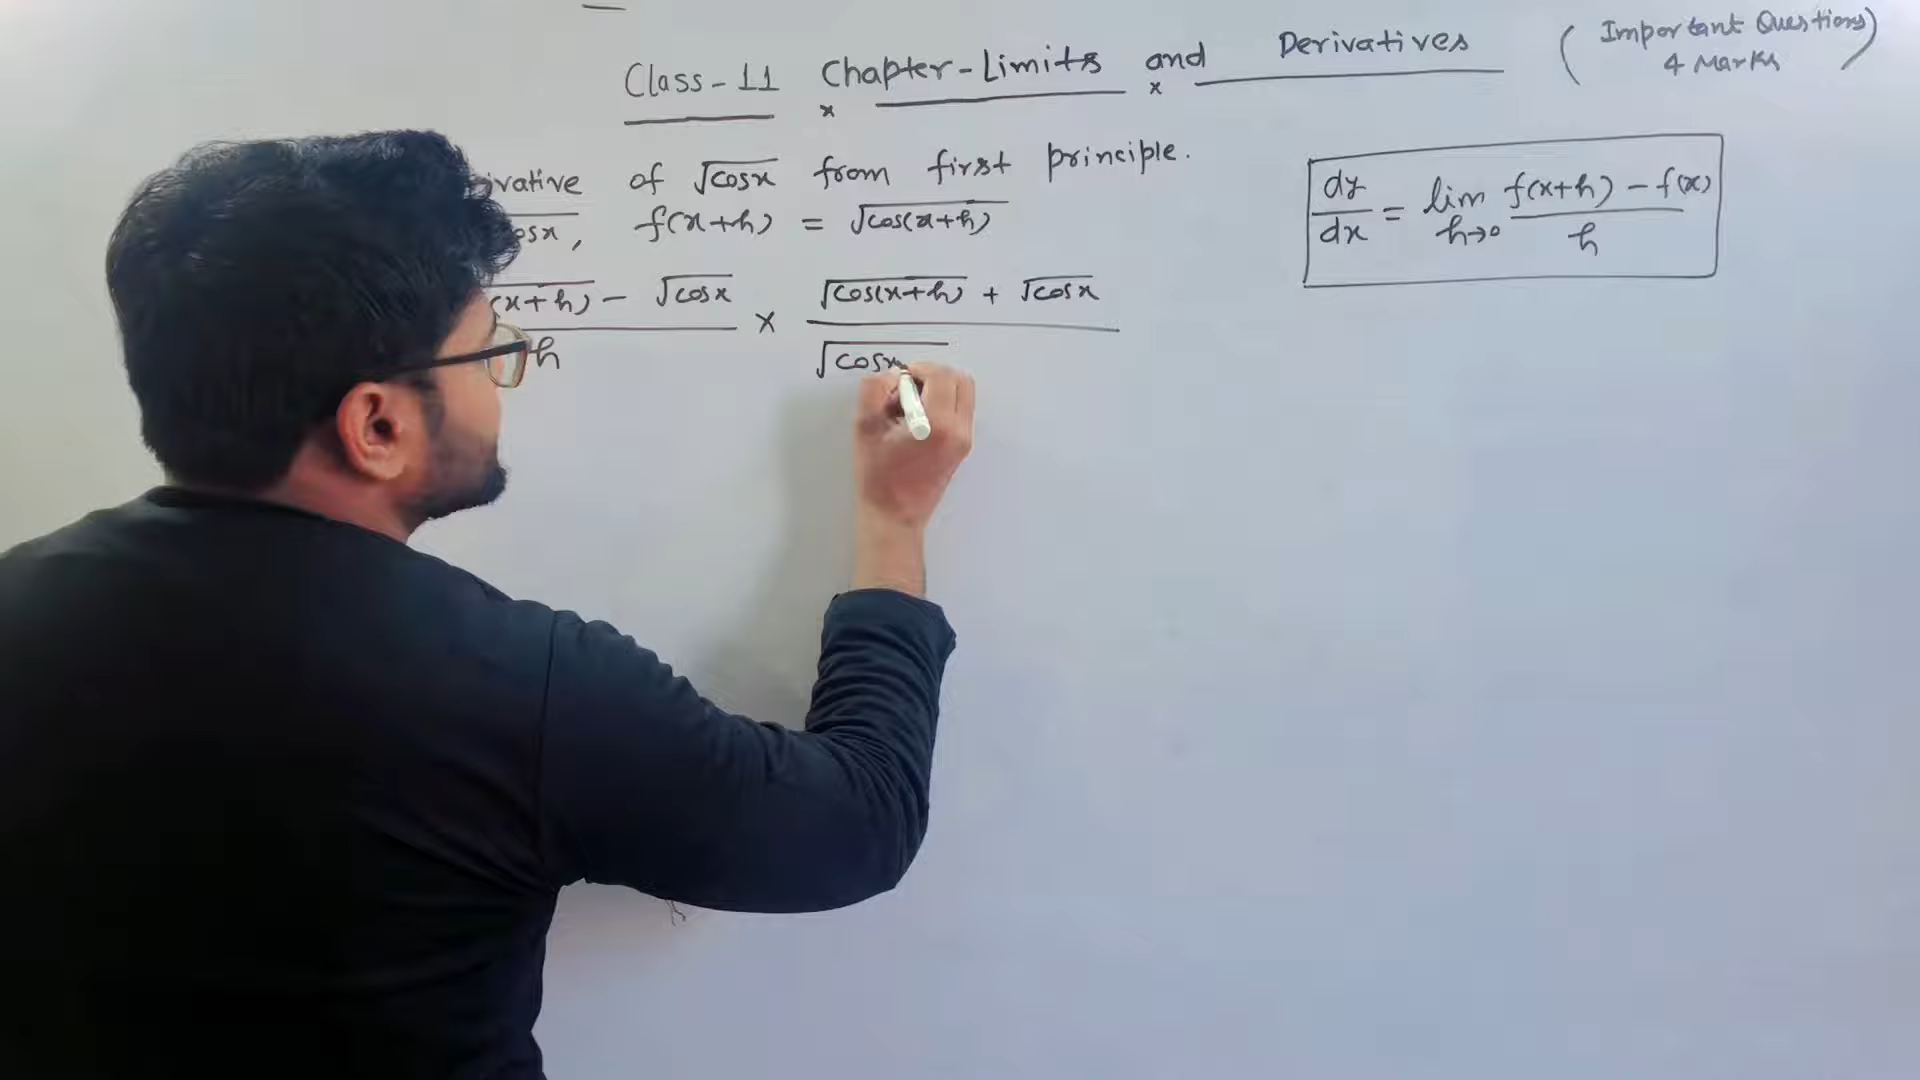 Class-11 Chapter-Limits and Derivatives (Important Questions
4 Marks)
ivative of √cosx from first principle.
osx, f(x+h) = √cos(x+h)
(x+h) - √cosx × √cos(x+h) + √cosx
h √cosx
dy/dx = lim h→0 f(x+h) - f(x) / h